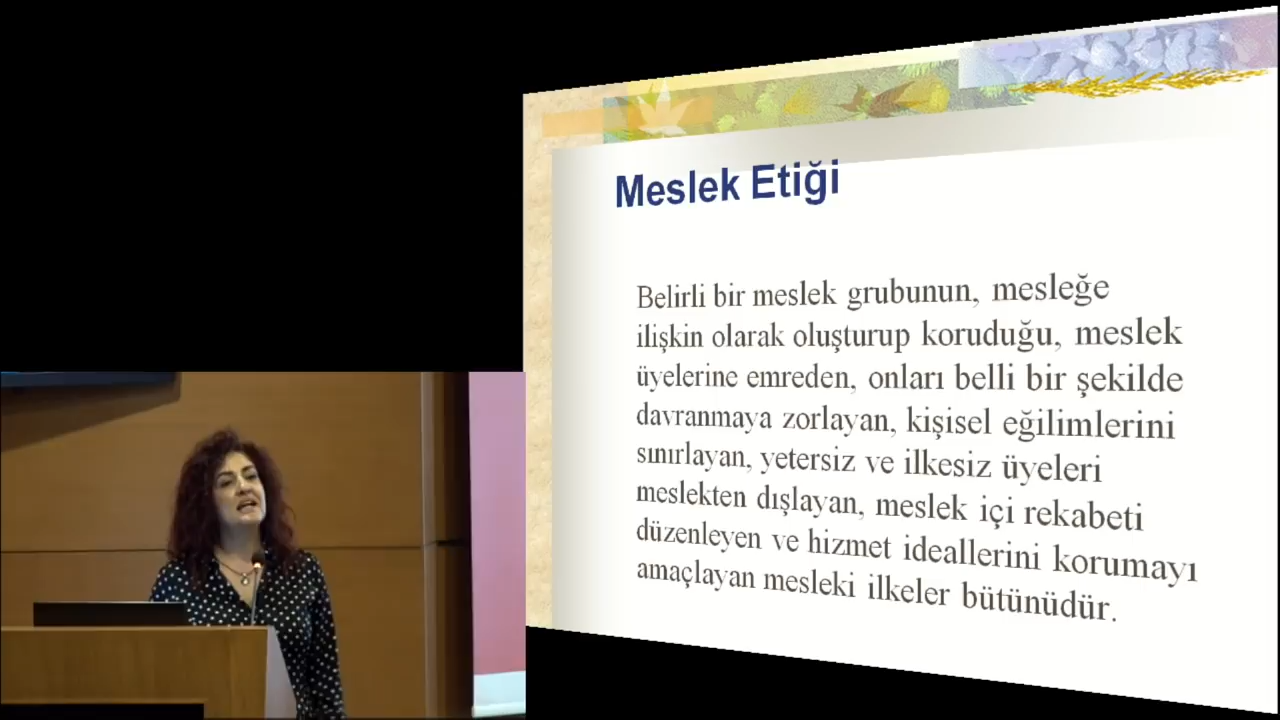 Meslek Etiği
Belirli bir meslek grubunun, mesleğe
ilişkin olarak oluşturup koruduğu, meslek
üyelerine emreden, onları belli bir şekilde
davranmaya zorlayan, kişisel eğilimlerini
sınırlayan, yetersiz ve ilkesiz üyeleri
meslekten dışlayan, meslek içi rekabeti
düzenleyen ve hizmet ideallerini korumayı
amaçlayan mesleki ilkeler bütünüdür.